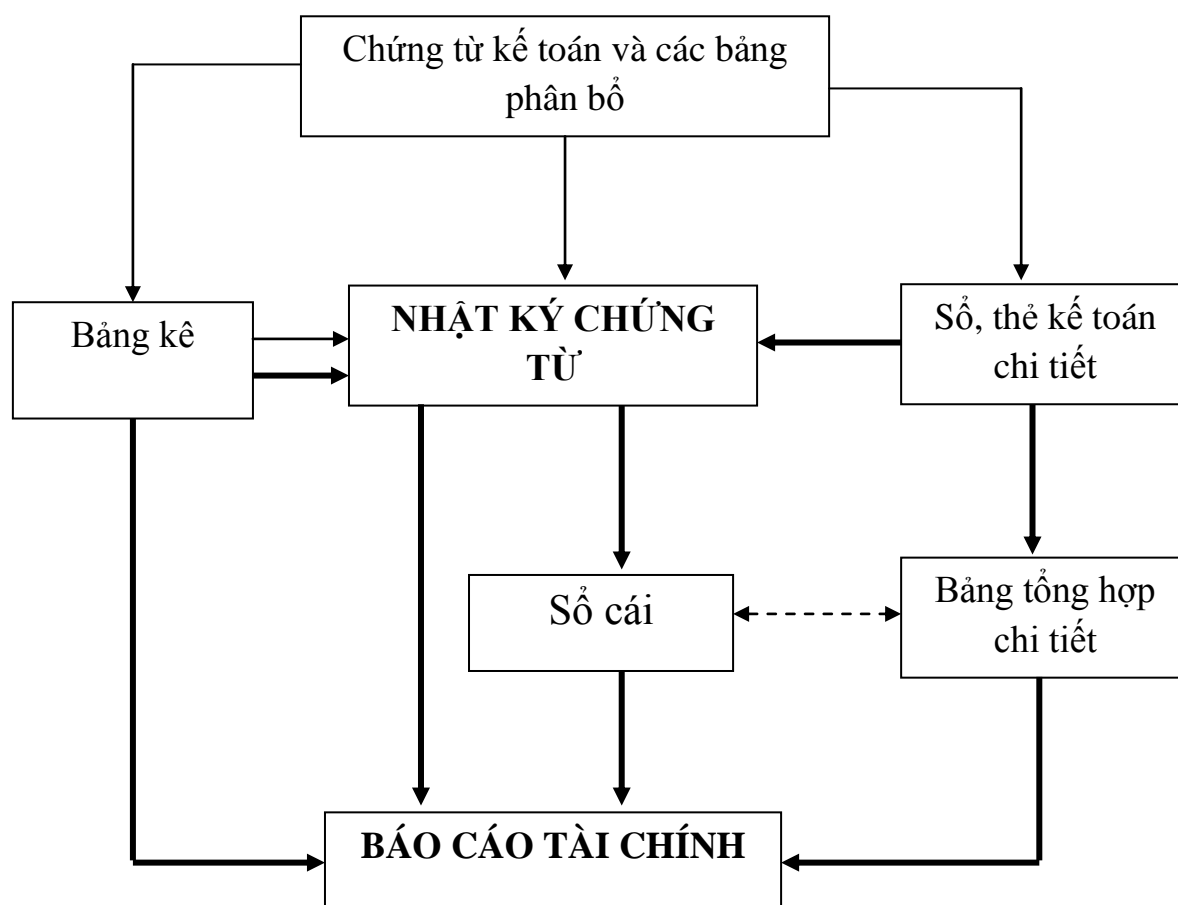 Chứng từ kế toán và các bảng
phân bổ
Bảng kê
NHẬT KÝ CHỨNG
TỪ
Sổ, thẻ kế toán
chi tiết
Sổ cái
Bảng tổng hợp
chi tiết
BÁO CÁO TÀI CHÍNH